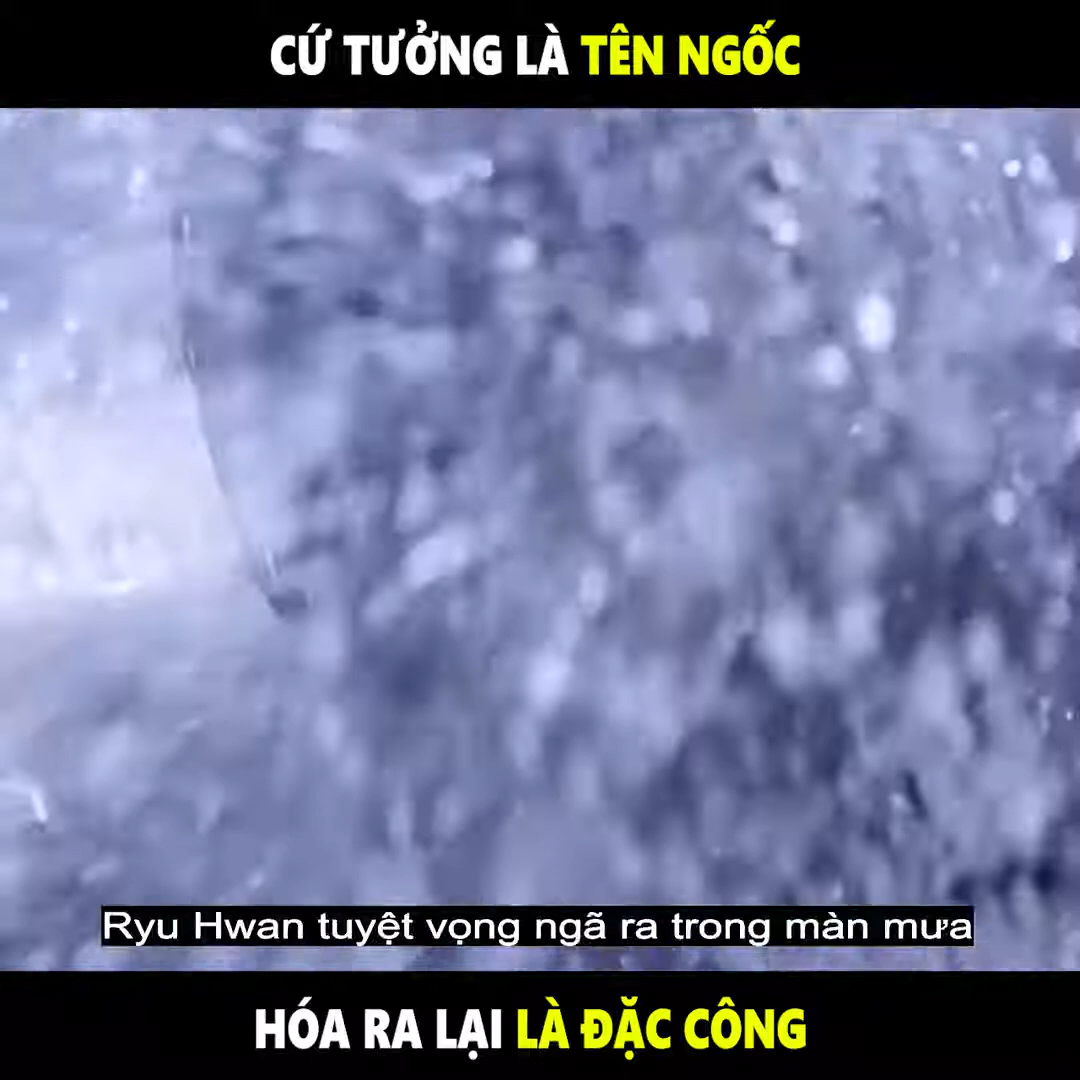 CỨ TƯỞNG LÀ TÊN NGỐC
Ryu Hwan tuyệt vọng ngã ra trong màn mưa
HÓA RA LẠI LÀ ĐẶC CÔNG